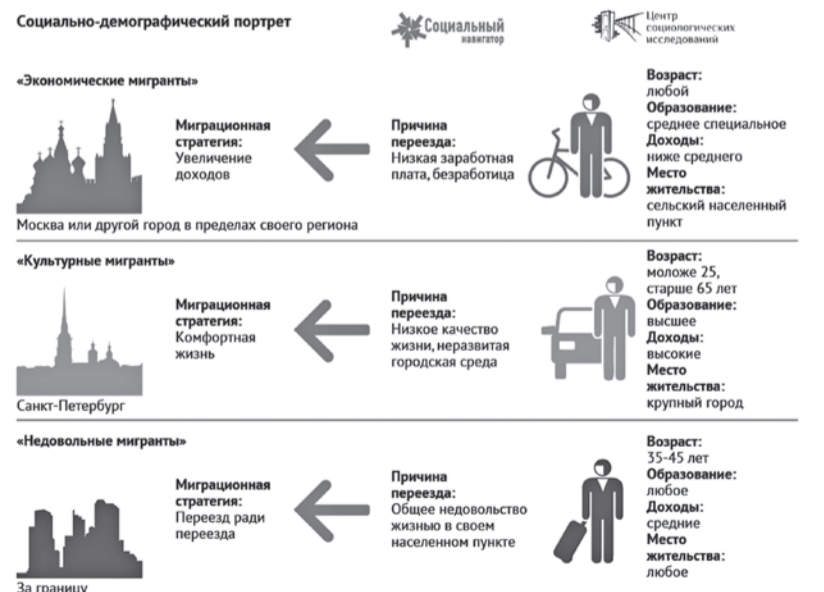 Социально-демографический портрет
Социальный
навигатор
Центр
социологических
исследований
«Экономические мигранты»
Миграционная
стратегия:
Увеличение
доходов
Причина
переезда:
Низкая заработная
плата, безработица
Возраст:
любой
Образование:
среднее специальное
Доходы:
ниже среднего
Место
жительства:
сельский населенный
пункт
Москва или другой город в пределах своего региона
«Культурные мигранты»
Миграционная
стратегия:
Комфортная
жизнь
Причина
переезда:
Низкое качество
жизни, неразвитая
городская среда
Возраст:
моложе 25,
старше 65 лет
Образование:
высшее
Доходы:
высокие
Место
жительства:
крупный город
Санкт-Петербург
«Недовольные мигранты»
Миграционная
стратегия:
Переезд ради
переезда
Причина
переезда:
Общее недовольство
жизнью в своем
населенном пункте
Возраст:
35-45 лет
Образование:
любое
Доходы:
средние
Место
жительства:
любое
За границу